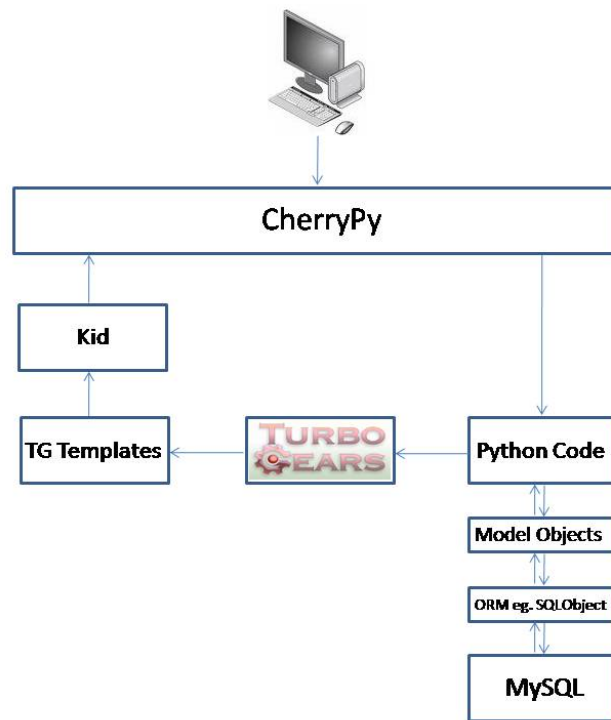 CherryPy
Kid
TG Templates
TURBO
GEARS
Python Code
Model Objects
ORM eg. SQLObject
MySQL